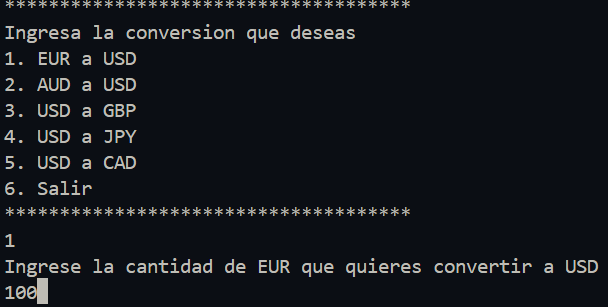 *************************************
Ingresa la conversion que deseas
1. EUR a USD
2. AUD a USD
3. USD a GBP
4. USD a JPY
5. USD a CAD
6. Salir
*************************************
1
Ingrese la cantidad de EUR que quieres convertir a USD
100